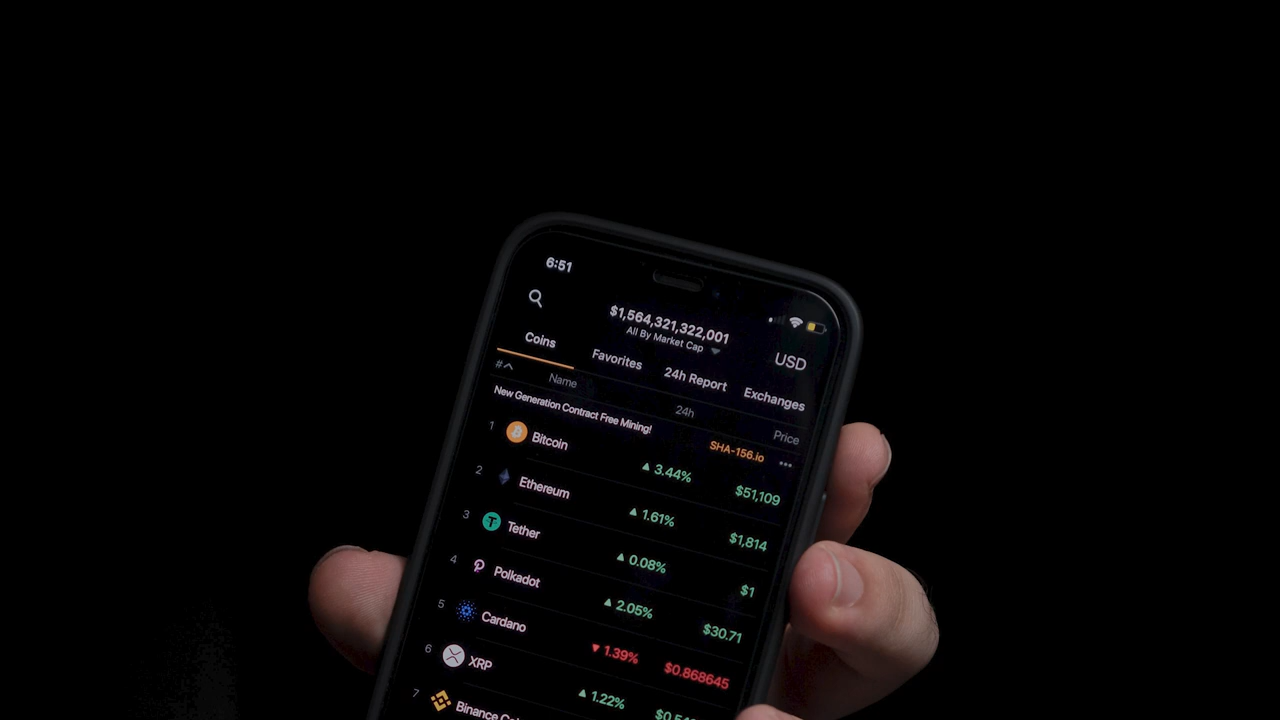 6:51
$1,564,321,322,001
All By Market Cap
USD
Coins Favorites 24h Report Exchanges
# Name 24h Price
New Generation Contract Free Mining! SHA-156.io
1 Bitcoin 3.44% $51,109
2 Ethereum 1.61% $1,814
3 Tether 0.08% $1
4 Polkadot 2.05% $30.71
5 Cardano 1.39% $0.868645
6 XRP 1.22%
7 Binance